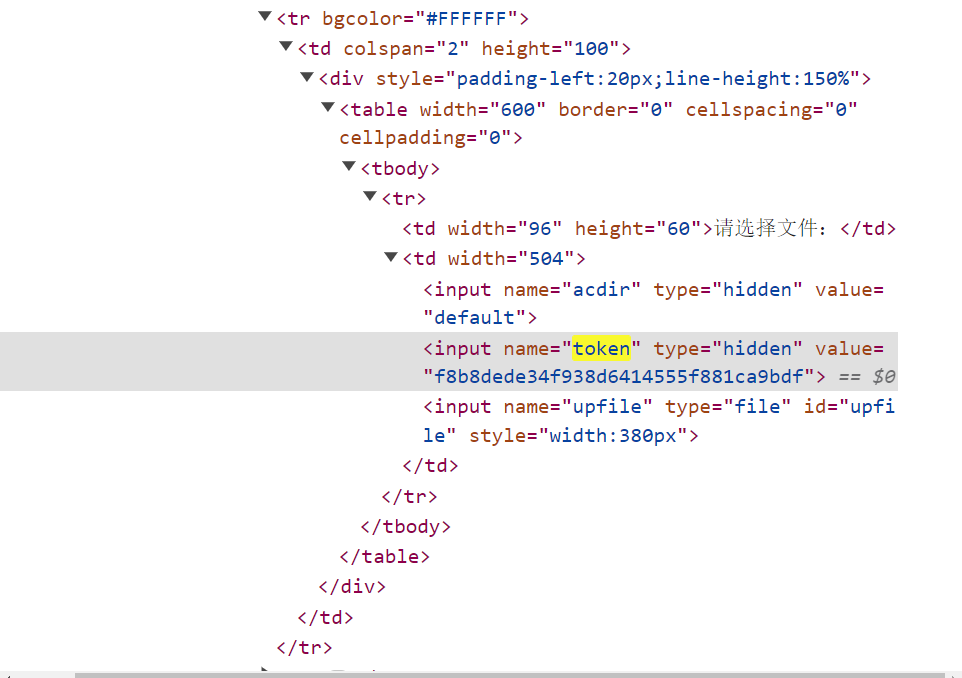 <tr bgcolor="#FFFFFF">
<td colspan="2" height="100">
<div style="padding-left:20px;line-height:150%">
<table width="600" border="0" cellspacing="0"
cellpadding="0">
<tbody>
<tr>
<td width="96" height="60">请选择文件：</td>
<td width="504">
<input name="acdir" type="hidden" value=
"default">
<input name="token" type="hidden" value=
"f8b8dede34f938d6414555f881ca9bdf"> == $0
<input name="upfile" type="file" id="upfi
le" style="width:380px">
</td>
</tr>
</tbody>
</table>
</div>
</td>
</tr>